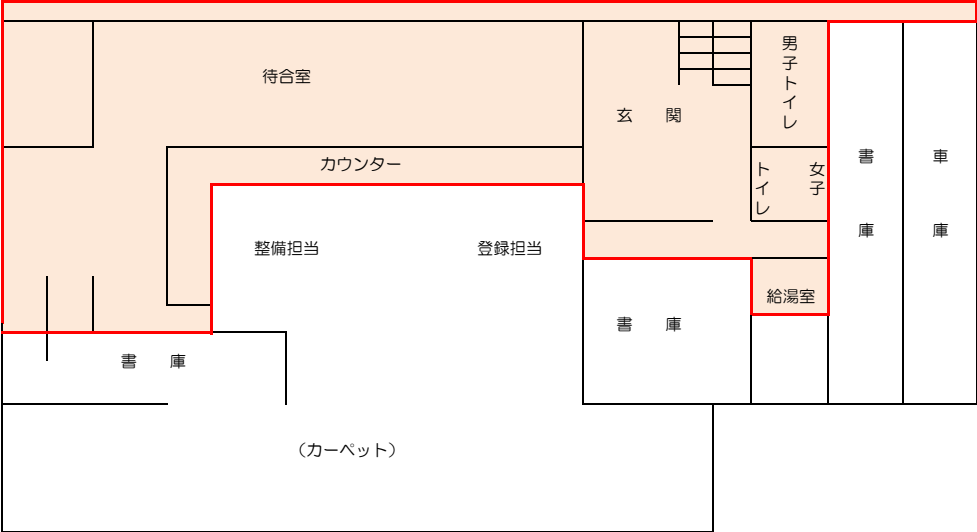 男子トイレ
待合室
玄　関
書庫
車庫
カウンター
女子トイレ
整備担当
登録担当
給湯室
書　庫
書　庫
（カーペット）